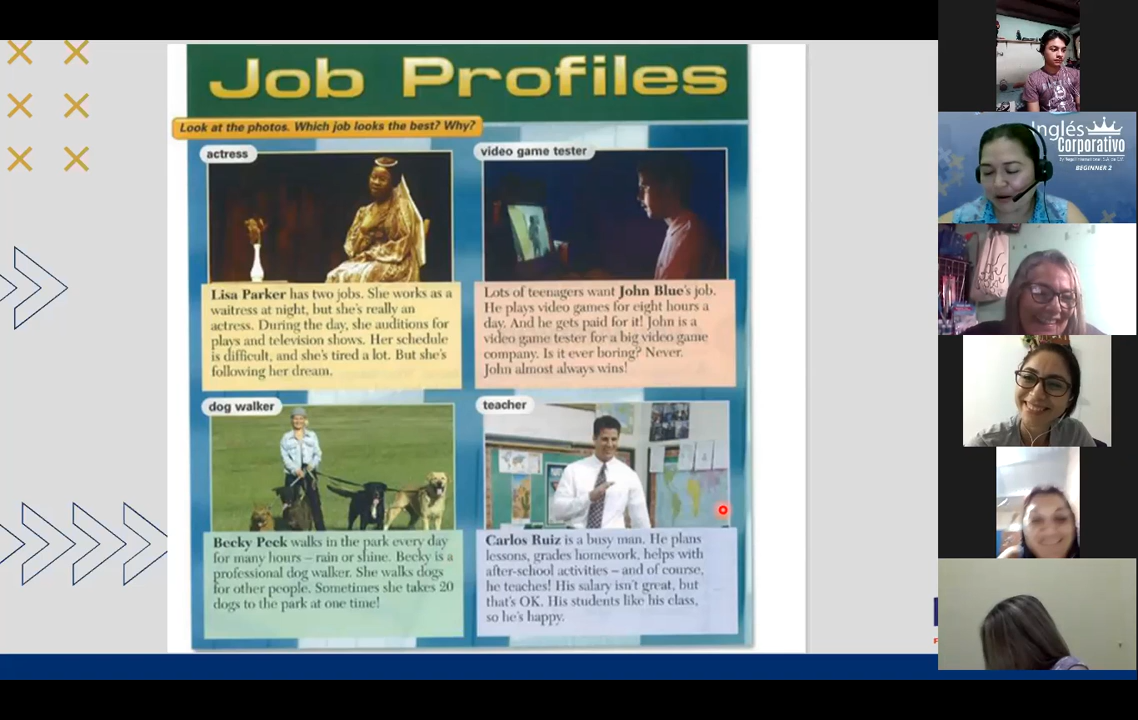 Job Profiles
Look at the photos. Which job looks the best? Why?
actress
Lisa Parker has two jobs. She works as a
waitress at night, but she's really an
actress. During the day, she auditions for
plays and television shows. Her schedule
is difficult, and she's tired a lot. But she's
following her dream.
video game tester
Lots of teenagers want John Blue's job.
He plays video games for eight hours a
day. And he gets paid for it! John is a
video game tester for a big video game
company. Is it ever boring? Never.
John almost always wins!
dog walker
Becky Peck walks in the park every day
for many hours – rain or shine. Becky is a
professional dog walker. She walks dogs
for other people. Sometimes she takes 20
dogs to the park at one time!
teacher
Carlos Ruiz is a busy man. He plans
lessons, grades homework, helps with
after-school activities – and of course,
he teaches! His salary isn't great, but
that's OK. His students like his class,
so he's happy.
Inglés
Corporativo
BEGINNER 2